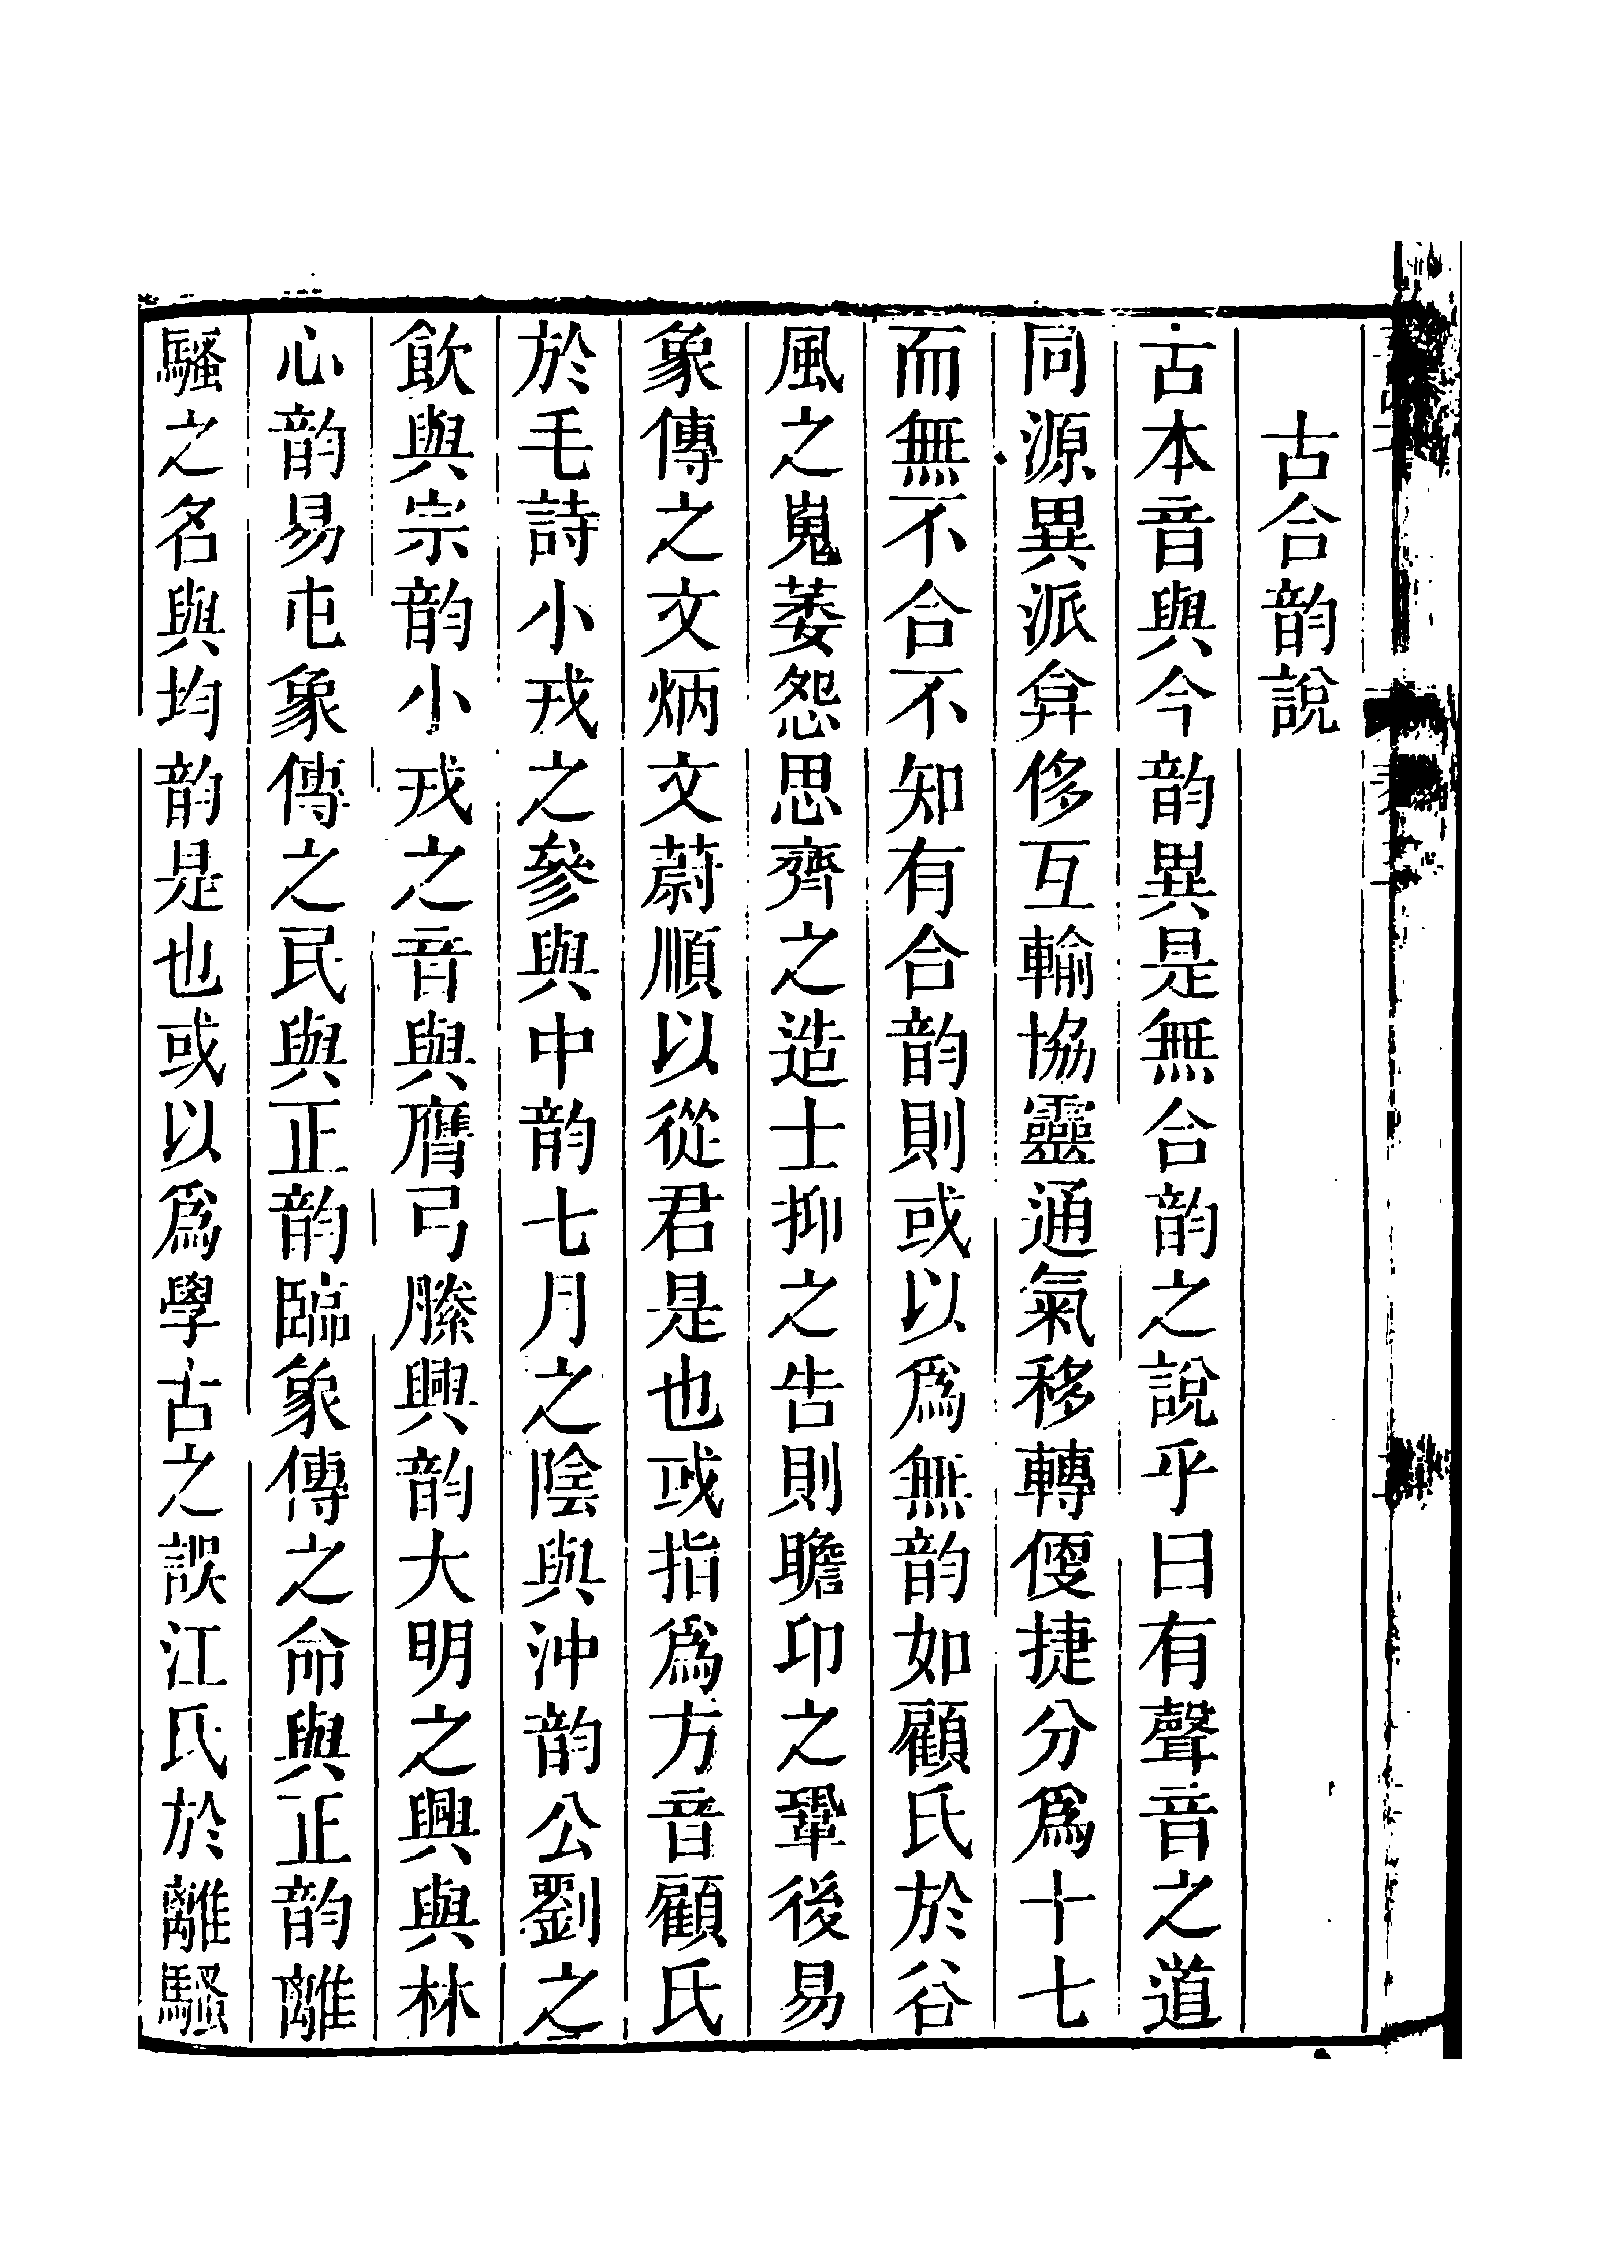 古合韵說
古本音與今韵異是無合韵之說乎曰有聲音之道
同源異派弇侈互輸協靈通氣移轉便捷分爲十七
而無不合不知有合韵則或以爲無韵如顧氏於谷
風之嵬萎怨思齊之造士抑之告則瞻卬之鞏後易
象傳之文炳文蔚順以從君是也或指爲方音顧氏
於毛詩小戎之參與中韵七月之陰與沖韵公劉之
飮與宗韵小戎之音與膺弓縢興韵大明之興與林
心韵易屯象傳之民與正韵臨象傳之命與正韵離
騷之名與均韵是也或以爲學古之誤江氏於離騷